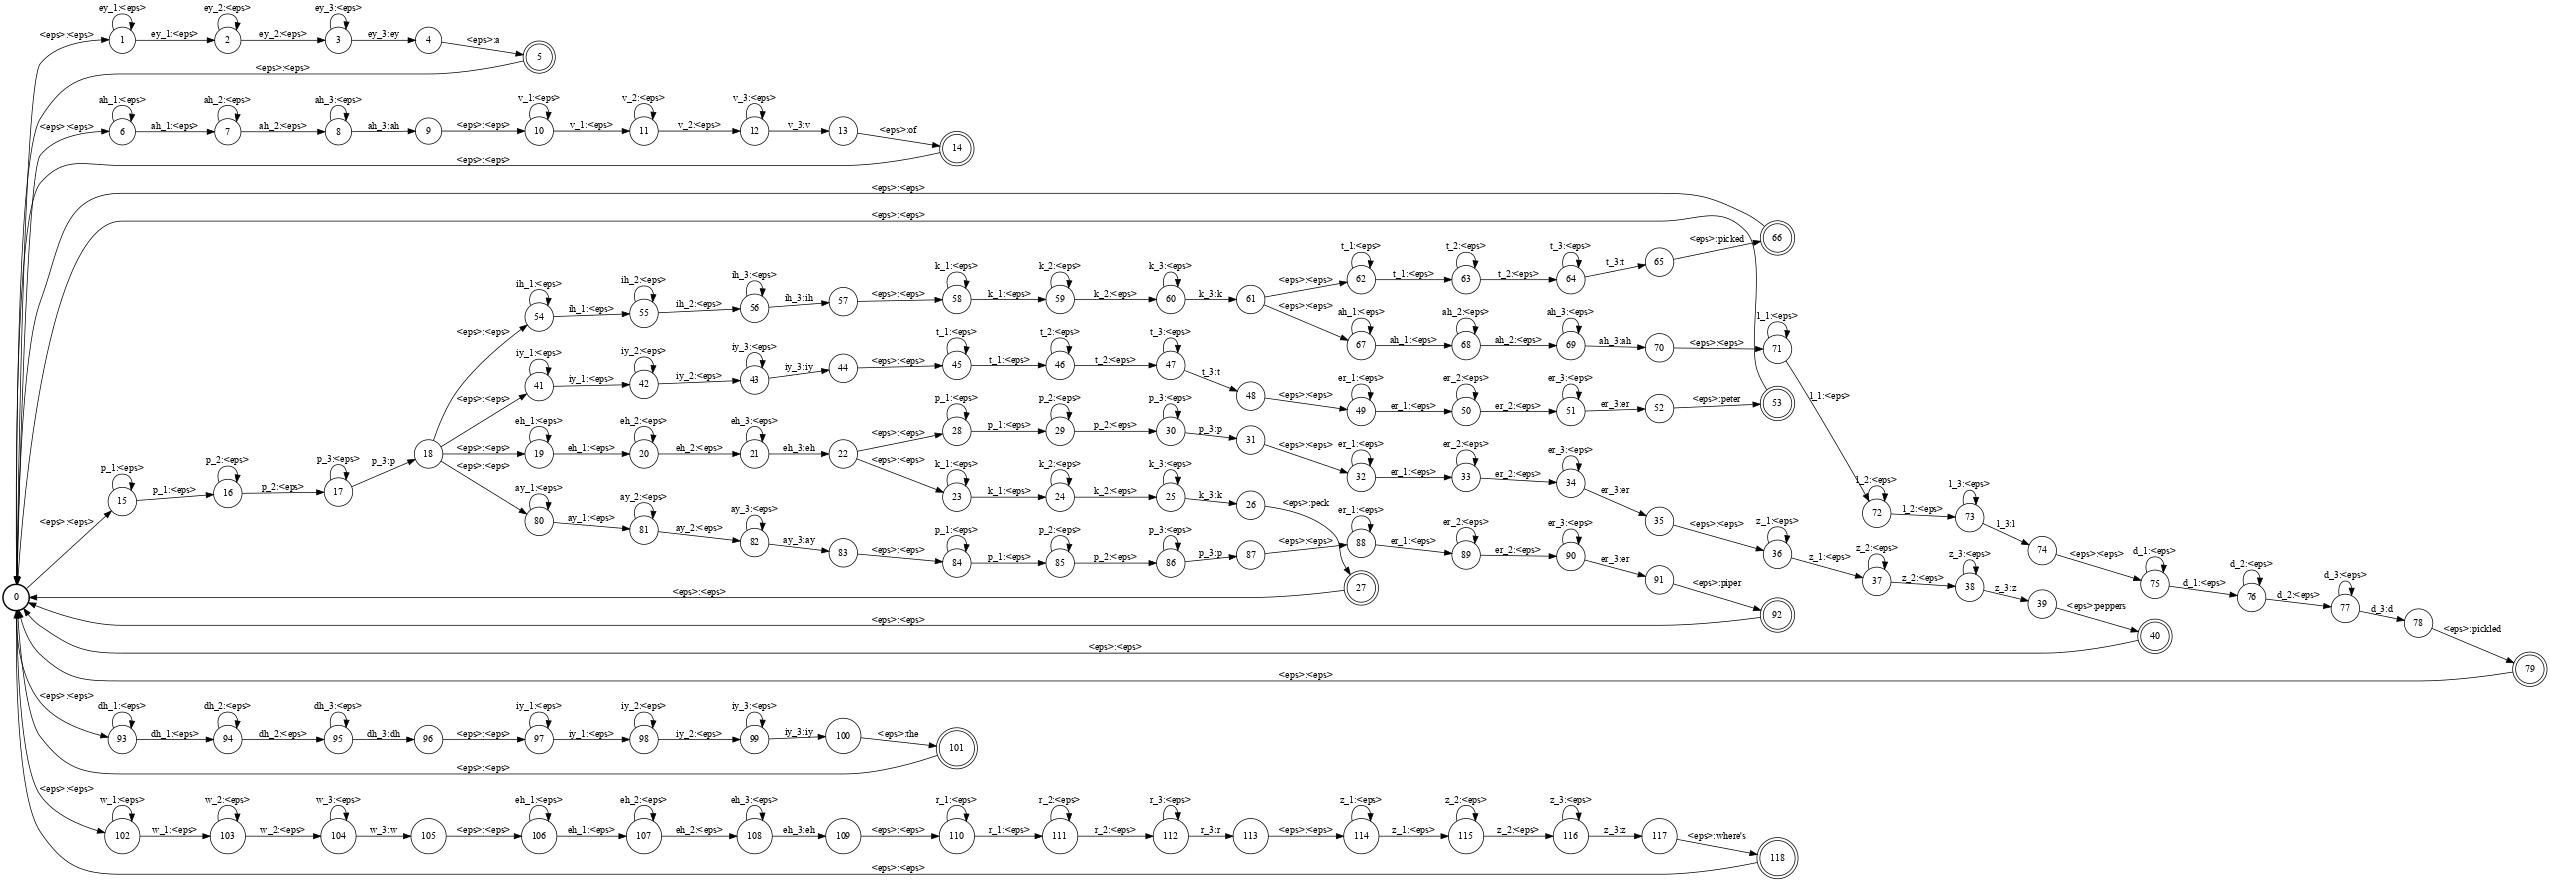 ey_1:<eps> ey_2:<eps> ey_3:<eps>
<eps>:<eps> 1 ey_1:<eps> 2 ey_2:<eps> 3 ey_3:ey 4 <eps>:a 5
<eps>:<eps>
ah_1:<eps> ah_2:<eps> ah_3:<eps> v_1:<eps> v_2:<eps> v_3:<eps>
<eps>:<eps> 6 ah_1:<eps> 7 ah_2:<eps> 8 ah_3:ah 9 <eps>:<eps> 10 v_1:<eps> 11 v_2:<eps> 12 v_3:v 13 <eps>:of 14
<eps>:<eps>
<eps>:<eps>
<eps>:<eps>
0
<eps>:<eps> 15 p_1:<eps> p_1:<eps> 16 p_2:<eps> p_2:<eps> 17 p_3:<eps> p_3:p 18
ih_1:<eps> ih_2:<eps> ih_3:<eps> k_1:<eps> k_2:<eps> k_3:<eps>
<eps>:<eps> 54 ih_1:<eps> 55 ih_2:<eps> 56 ih_3:ih 57 <eps>:<eps> 58 k_1:<eps> 59 k_2:<eps> 60 k_3:k 61
t_1:<eps> t_2:<eps> t_3:<eps>
<eps>:<eps> 62 t_1:<eps> 63 t_2:<eps> 64 t_3:t 65 <eps>:picked 66
ah_1:<eps> ah_2:<eps> ah_3:<eps> l_1:<eps>
<eps>:<eps> 67 ah_1:<eps> 68 ah_2:<eps> 69 ah_3:ah 70 <eps>:<eps> 71 l_1:<eps>
l_2:<eps> l_3:<eps> d_1:<eps> d_2:<eps> d_3:<eps>
72 l_2:<eps> 73 l_3:l 74 <eps>:<eps> 75 d_1:<eps> 76 d_2:<eps> 77 d_3:d 78 <eps>:pickled 79
iy_1:<eps> iy_2:<eps> iy_3:<eps> t_1:<eps> t_2:<eps> t_3:<eps>
<eps>:<eps> 41 iy_1:<eps> 42 iy_2:<eps> 43 iy_3:iy 44 <eps>:<eps> 45 t_1:<eps> 46 t_2:<eps> 47 t_3:t 48
er_1:<eps> er_2:<eps> er_3:<eps>
<eps>:<eps> 49 er_1:<eps> 50 er_2:<eps> 51 er_3:er 52 <eps>:peter 53
eh_1:<eps> eh_2:<eps> eh_3:<eps>
<eps>:<eps> 19 eh_1:<eps> 20 eh_2:<eps> 21 eh_3:eh 22
p_1:<eps> p_2:<eps> p_3:<eps>
<eps>:<eps> 28 p_1:<eps> 29 p_2:<eps> 30 p_3:p 31
er_1:<eps> er_2:<eps> er_3:<eps>
<eps>:<eps> 32 er_1:<eps> 33 er_2:<eps> 34 er_3:er 35
z_1:<eps> z_2:<eps> z_3:<eps>
<eps>:<eps> 36 z_1:<eps> 37 z_2:<eps> 38 z_3:z 39 <eps>:peppers 40
k_1:<eps> k_2:<eps> k_3:<eps>
<eps>:<eps> 23 k_1:<eps> 24 k_2:<eps> 25 k_3:k 26 <eps>:peck 27
ay_1:<eps> ay_2:<eps> ay_3:<eps>
<eps>:<eps> 80 ay_1:<eps> 81 ay_2:<eps> 82 ay_3:ay 83
p_1:<eps> p_2:<eps> p_3:<eps>
<eps>:<eps> 84 p_1:<eps> 85 p_2:<eps> 86 p_3:p 87
er_1:<eps> er_2:<eps> er_3:<eps>
<eps>:<eps> 88 er_1:<eps> 89 er_2:<eps> 90 er_3:er 91 <eps>:piper 92
<eps>:<eps>
<eps>:<eps>
<eps>:<eps>
<eps>:<eps>
dh_1:<eps> dh_2:<eps> dh_3:<eps> iy_1:<eps> iy_2:<eps> iy_3:<eps>
<eps>:<eps> 93 dh_1:<eps> 94 dh_2:<eps> 95 dh_3:dh 96 <eps>:<eps> 97 iy_1:<eps> 98 iy_2:<eps> 99 iy_3:iy 100 <eps>:the 101
<eps>:<eps>
w_1:<eps> w_2:<eps> w_3:<eps> eh_1:<eps> eh_2:<eps> eh_3:<eps> r_1:<eps> r_2:<eps> r_3:<eps> z_1:<eps> z_2:<eps> z_3:<eps>
<eps>:<eps> 102 w_1:<eps> 103 w_2:<eps> 104 w_3:w 105 <eps>:<eps> 106 eh_1:<eps> 107 eh_2:<eps> 108 eh_3:eh 109 <eps>:<eps> 110 r_1:<eps> 111 r_2:<eps> 112 r_3:r 113 <eps>:<eps> 114 z_1:<eps> 115 z_2:<eps> 116 z_3:z 117 <eps>:where's 118
<eps>:<eps>